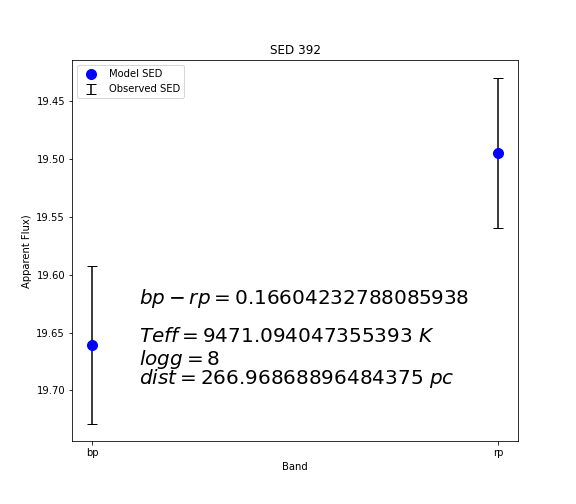 SED 392
Model SED
Observed SED
Apparent Flux)
19.45
19.50
19.55
19.60
19.65
19.70
bp − rp = 0.16604232788085938
Teff = 9471.094047355393 K
logg = 8
dist = 266.96868896484375 pc
bp rp
Band